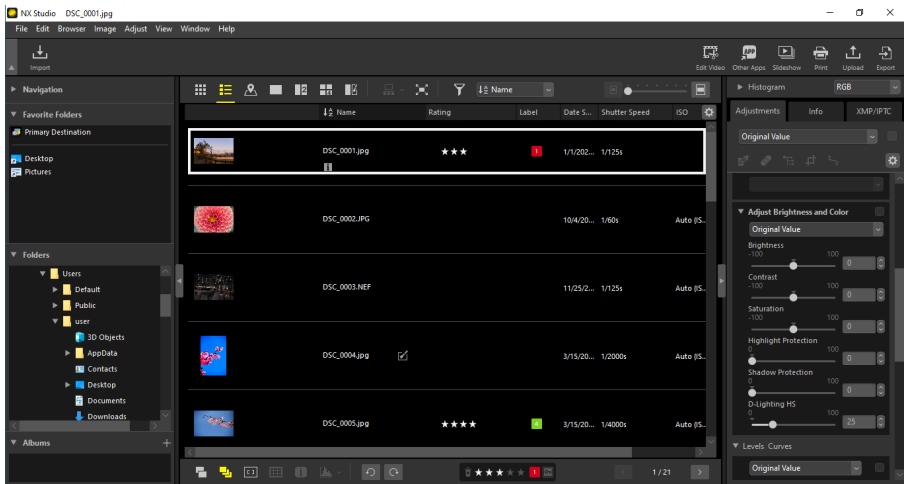 NX Studio DSC_0001.jpg
File Edit Browser Image Adjust View Window Help
Import
Edit Video Other Apps Slideshow Print Upload Export
Navigation
Favorite Folders
Primary Destination
Desktop
Pictures
Folders
Users
Default
Public
user
3D Objects
AppData
Contacts
Desktop
Documents
Downloads
Albums
Name
Name Rating Label Date S... Shutter Speed ISO
DSC_0001.jpg 1 1/1/202... 1/125s
DSC_0002.JPG 10/4/20... 1/60s Auto (IS..
DSC_0003.NEF 11/25/2... 1/125s Auto (IS..
DSC_0004.jpg 3/15/20... 1/2000s Auto (IS..
DSC_0005.jpg 4 3/15/20... 1/4000s Auto (IS..
1
1 / 21
Histogram RGB
Adjustments Info XMP/IPTC
Original Value
Adjust Brightness and Color
Original Value
Brightness
-100 100
0
Contrast
-100 100
0
Saturation
-100 100
0
Highlight Protection
0 100
0
Shadow Protection
0 100
0
D-Lighting HS
0 100
25
Levels Curves
Original Value